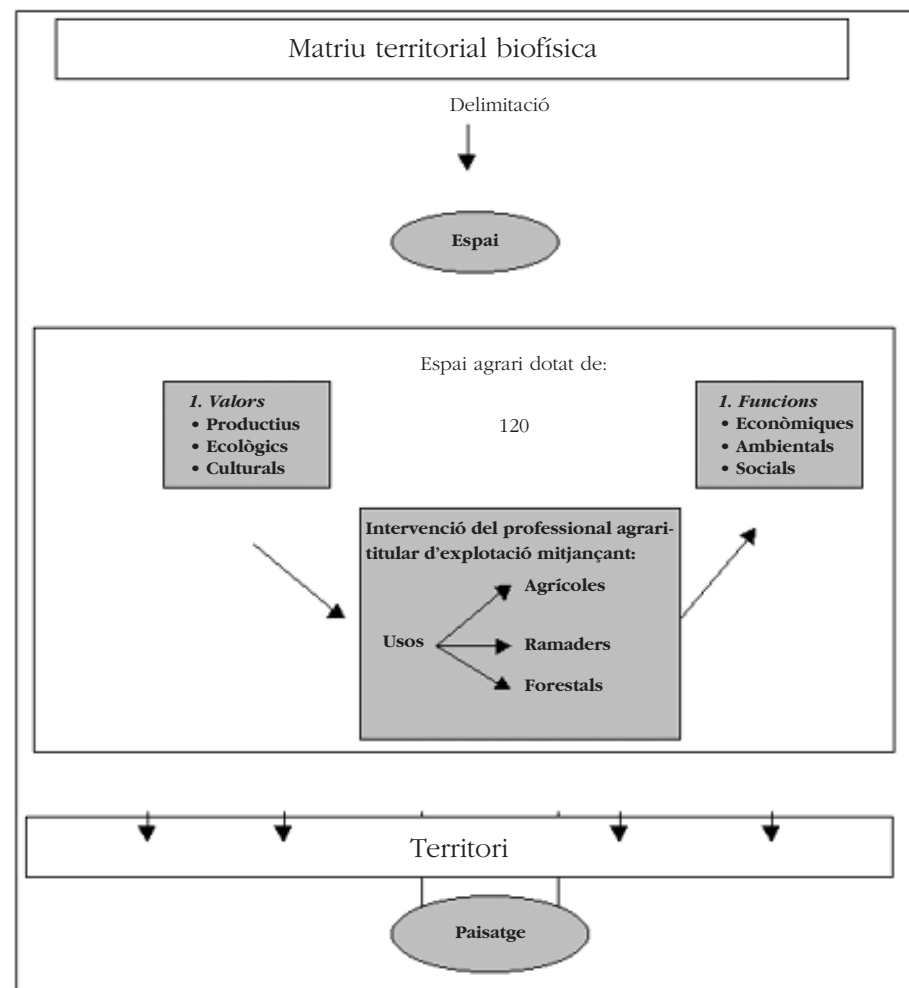 Matriu territorial biofísica
Delimitació
Espai
Espai agrari dotat de:
1. Valors
• Productius
• Ecològics
• Culturals
120
1. Funcions
• Econòmiques
• Ambientals
• Socials
Intervenció del professional agrari-
titular d'explotació mitjançant:
Agrícoles
Usos
Ramaders
Forestals
Territori
Paisatge